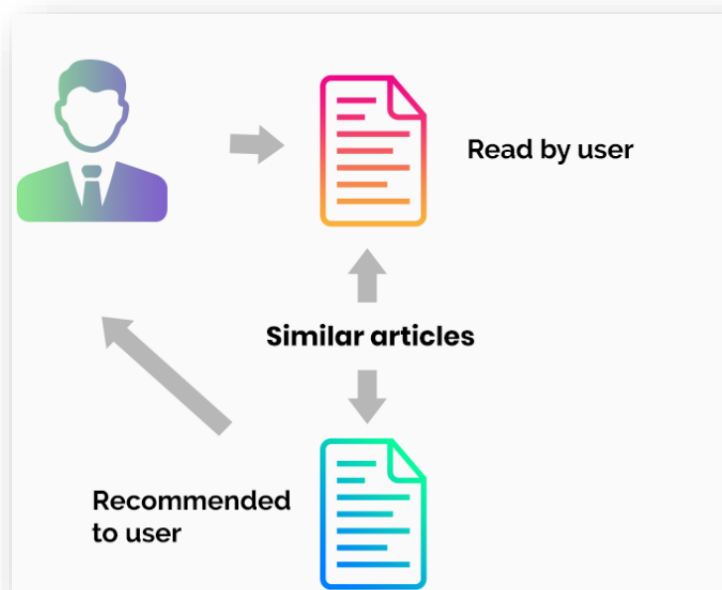 Read by user
Similar articles
Recommended
to user